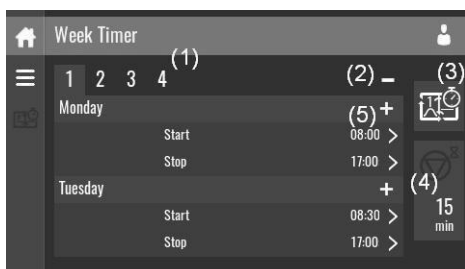 Week Timer
1 2 3 4 (1) (2) − (3)
Monday (5) +
Start 08:00 >
Stop 17:00 >
Tuesday + (4)
Start 08:30 > 15
Stop 17:00 > min